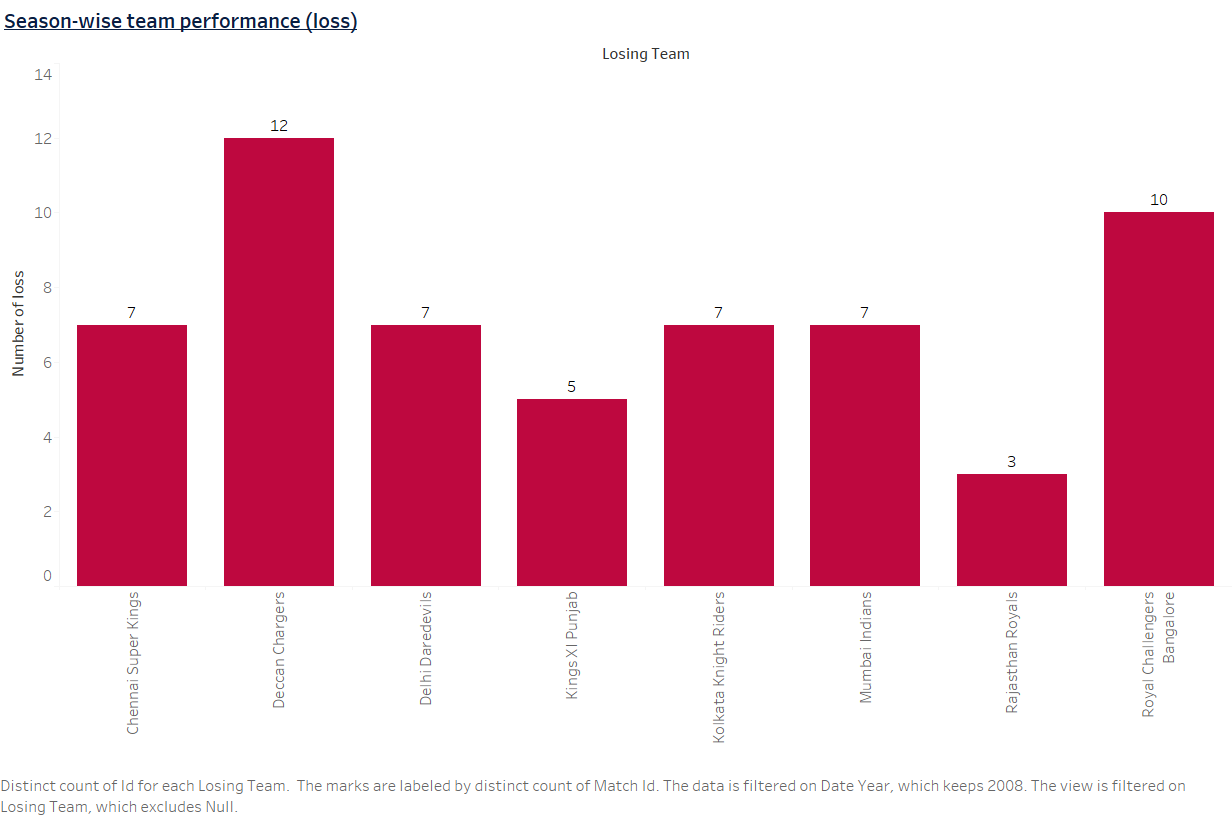 Season-wise team performance (loss)
Losing Team
Number of loss
14
12
10
8
6
4
2
0
7
12
7
5
7
7
3
10
Chennai Super Kings
Deccan Chargers
Delhi Daredevils
Kings XI Punjab
Kolkata Knight Riders
Mumbai Indians
Rajasthan Royals
Royal Challengers
Bangalore
Distinct count of Id for each Losing Team.  The marks are labeled by distinct count of Match Id. The data is filtered on Date Year, which keeps 2008. The view is filtered on
Losing Team, which excludes Null.